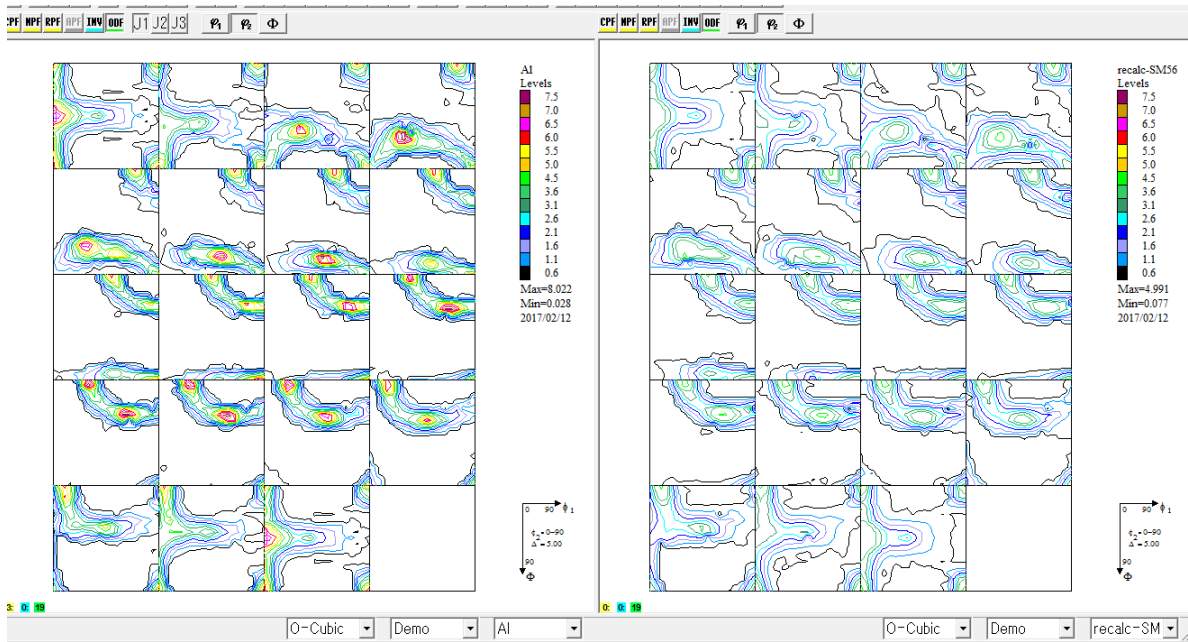 CPF NPF RPF APF INV ODF J1 J2 J3 φ1 φ2 Φ
Al
Levels
7.5
7.0
6.5
6.0
5.5
5.0
4.5
3.6
3.1
2.6
2.1
1.6
1.1
0.6
Max=8.022
Min=0.028
2017/02/12
0 90 ϕ1
ϕ2=0-90
Δ=5.00
90
Φ
3: 0: 19
O-Cubic Demo Al
CPF NPF RPF APF INV ODF φ1 φ2 Φ
recalc-SM56
Levels
7.5
7.0
6.5
6.0
5.5
5.0
4.5
3.6
3.1
2.6
2.1
1.6
1.1
0.6
Max=4.991
Min=0.077
2017/02/12
0 90 ϕ1
ϕ2=0-90
Δ=5.00
90
Φ
0: 0: 19
O-Cubic Demo recalc-SM